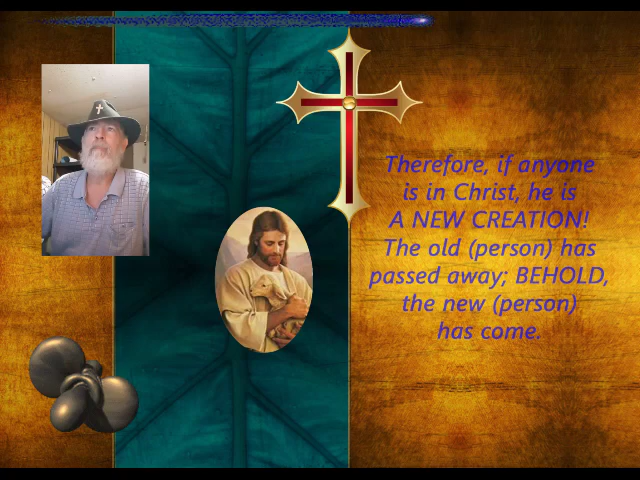 Therefore, if anyone
is in Christ, he is
A NEW CREATION!
The old (person) has
passed away; BEHOLD,
the new (person)
has come.